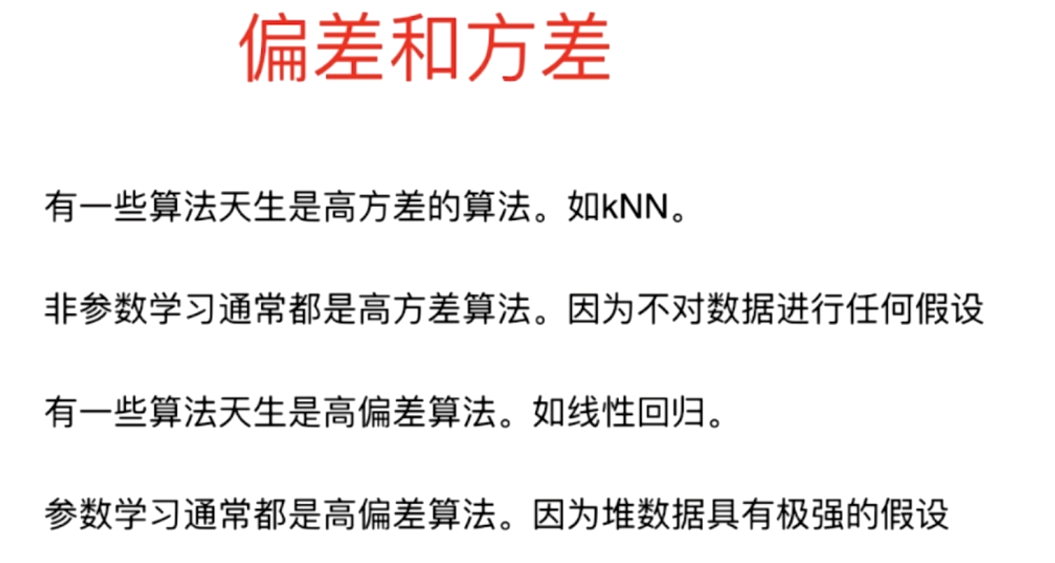 偏差和方差
有一些算法天生是高方差的算法。如kNN。
非参数学习通常都是高方差算法。因为不对数据进行任何假设
有一些算法天生是高偏差算法。如线性回归。
参数学习通常都是高偏差算法。因为堆数据具有极强的假设